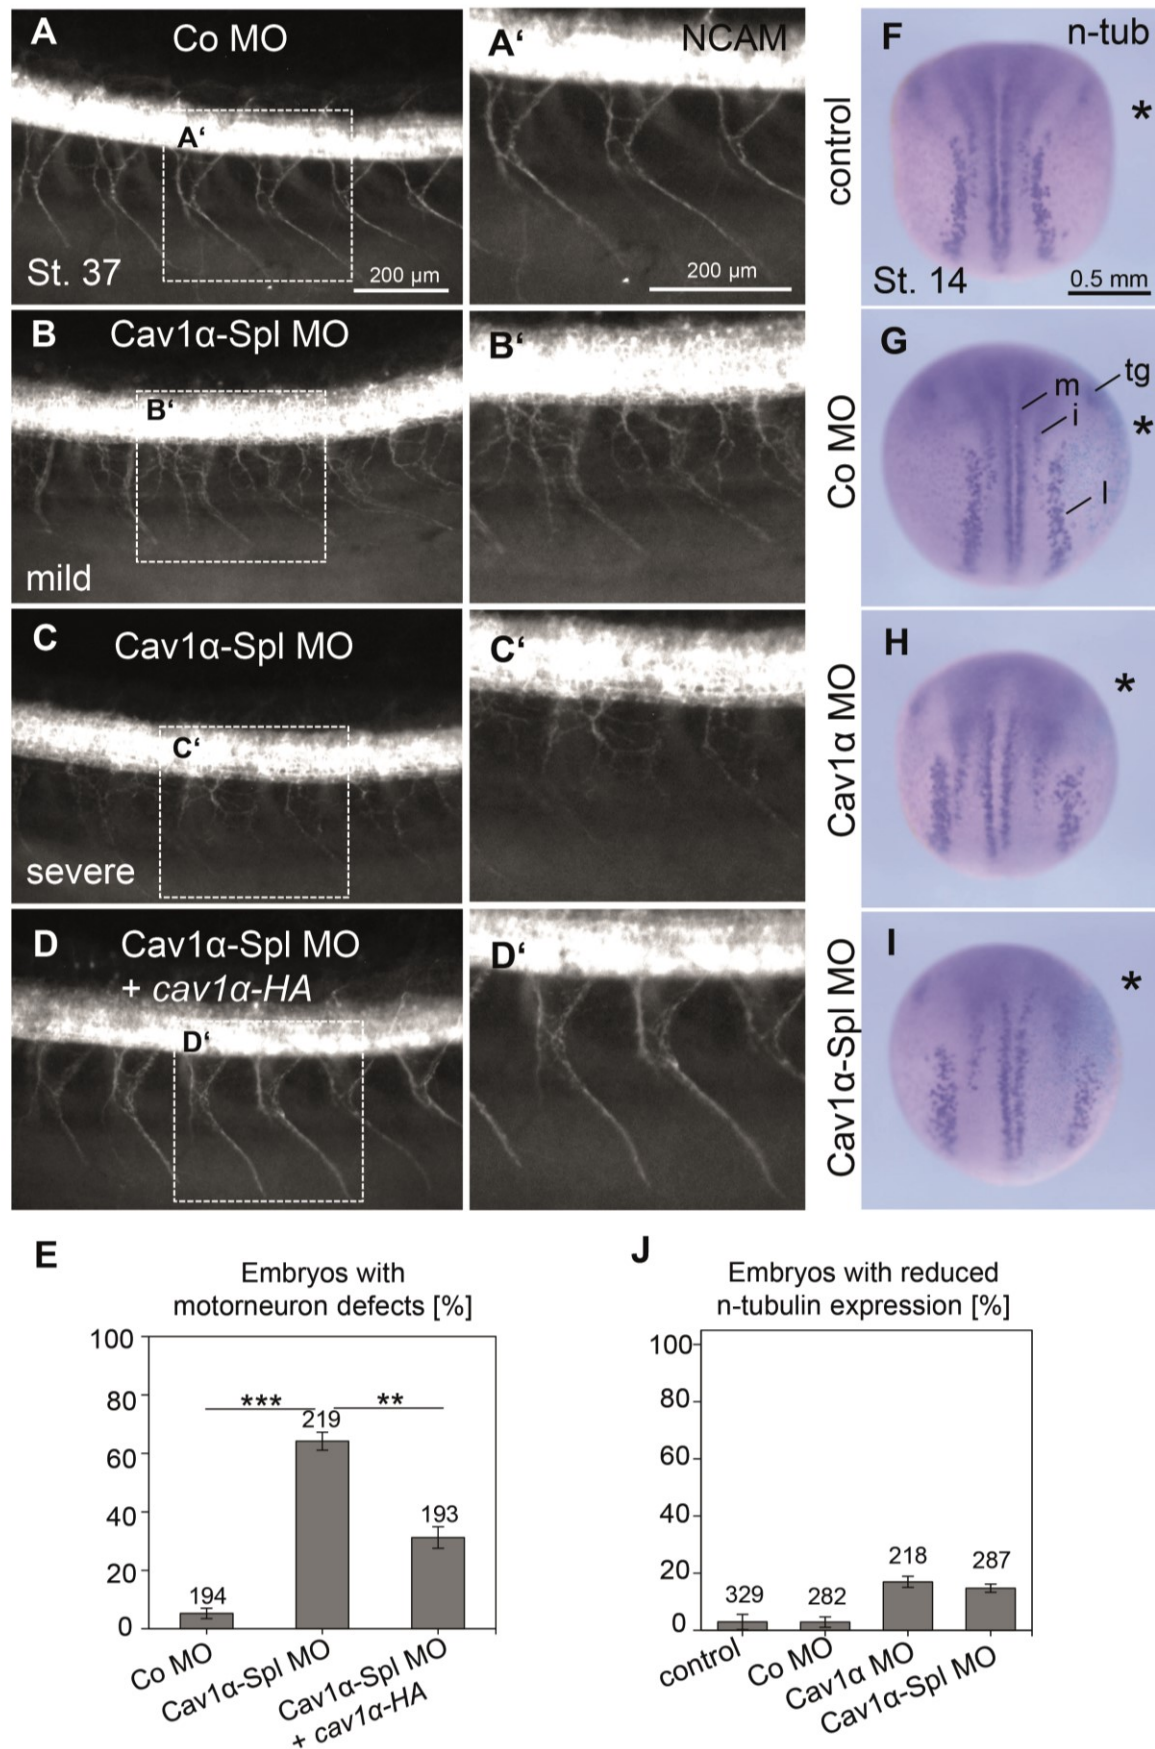 A
Co MO
A‘
St. 37
200 µm
A‘
NCAM
200 µm
B
Cav1α-Spl MO
B‘
mild
B‘
C
Cav1α-Spl MO
C‘
severe
C‘
D
Cav1α-Spl MO
+ cav1α-HA
D‘
D‘
control
F
n-tub
*
St. 14
0.5 mm
Co MO
G
tg
m
i
*
l
Cav1α MO
H
*
Cav1α-Spl MO
I
*
E
Embryos with
motorneuron defects [%]
100
80
60
40
20
0
***
**
219
193
194
Co MO
Cav1α-Spl MO
Cav1α-Spl MO
+ cav1α-HA
J
Embryos with reduced
n-tubulin expression [%]
100
80
60
40
20
0
329
282
218
287
control
Co MO
Cav1α MO
Cav1α-Spl MO